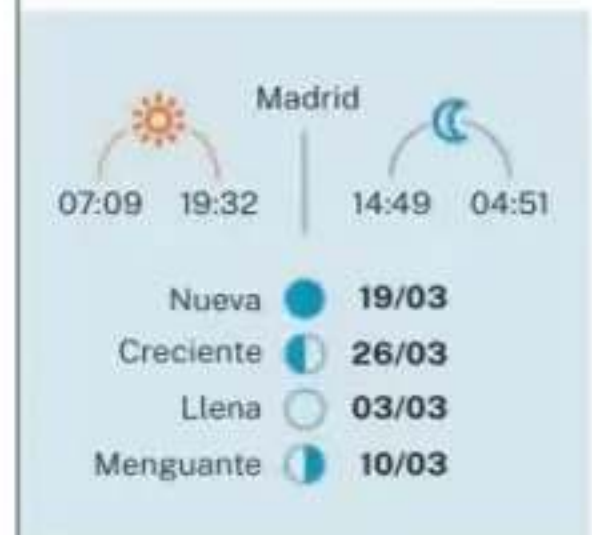 Madrid
07:09 19:32 14:49 04:51
Nueva 19/03
Creciente 26/03
Llena 03/03
Menguante 10/03